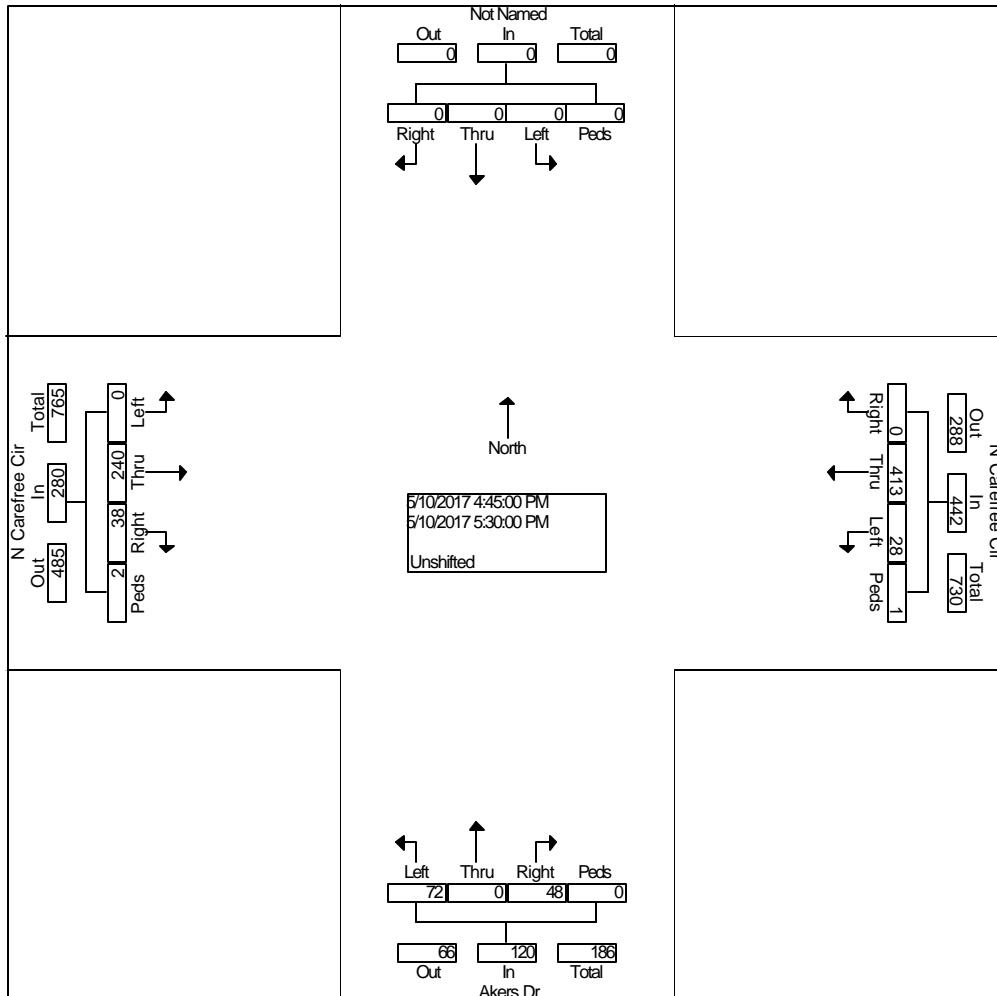 Not Named
Out In Total
0 0 0
0 0 0 0
Right Thru Left Peds
N Carefree Cir
Total In Out
765 280 485
0 240 38 2
Left Thru Right Peds
North
5/10/2017 4:45:00 PM
5/10/2017 5:30:00 PM
Unshifted
Right Thru Left Peds
0 413 28 1
288 442 730
Out In Total
N Carefree Cir
Left Thru Right Peds
72 0 48 0
66 120 186
Out In Total
Akers Dr